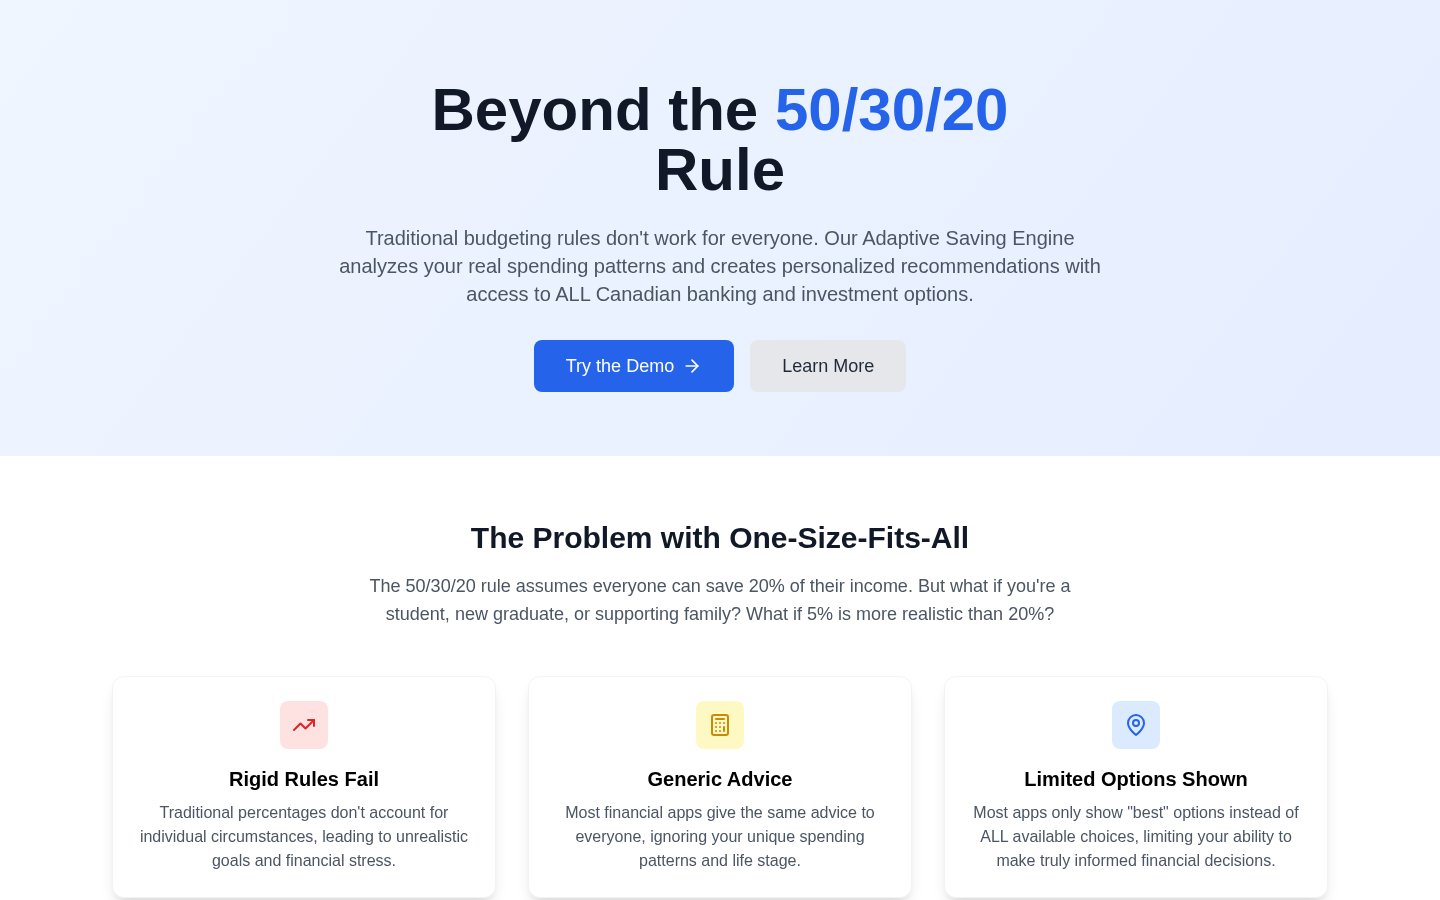 Beyond the 50/30/20
Rule
Traditional budgeting rules don't work for everyone. Our Adaptive Saving Engine
analyzes your real spending patterns and creates personalized recommendations with
access to ALL Canadian banking and investment options.
Try the Demo
Learn More
The Problem with One-Size-Fits-All
The 50/30/20 rule assumes everyone can save 20% of their income. But what if you're a
student, new graduate, or supporting family? What if 5% is more realistic than 20%?
Rigid Rules Fail
Traditional percentages don't account for
individual circumstances, leading to unrealistic
goals and financial stress.
Generic Advice
Most financial apps give the same advice to
everyone, ignoring your unique spending
patterns and life stage.
Limited Options Shown
Most apps only show "best" options instead of
ALL available choices, limiting your ability to
make truly informed financial decisions.